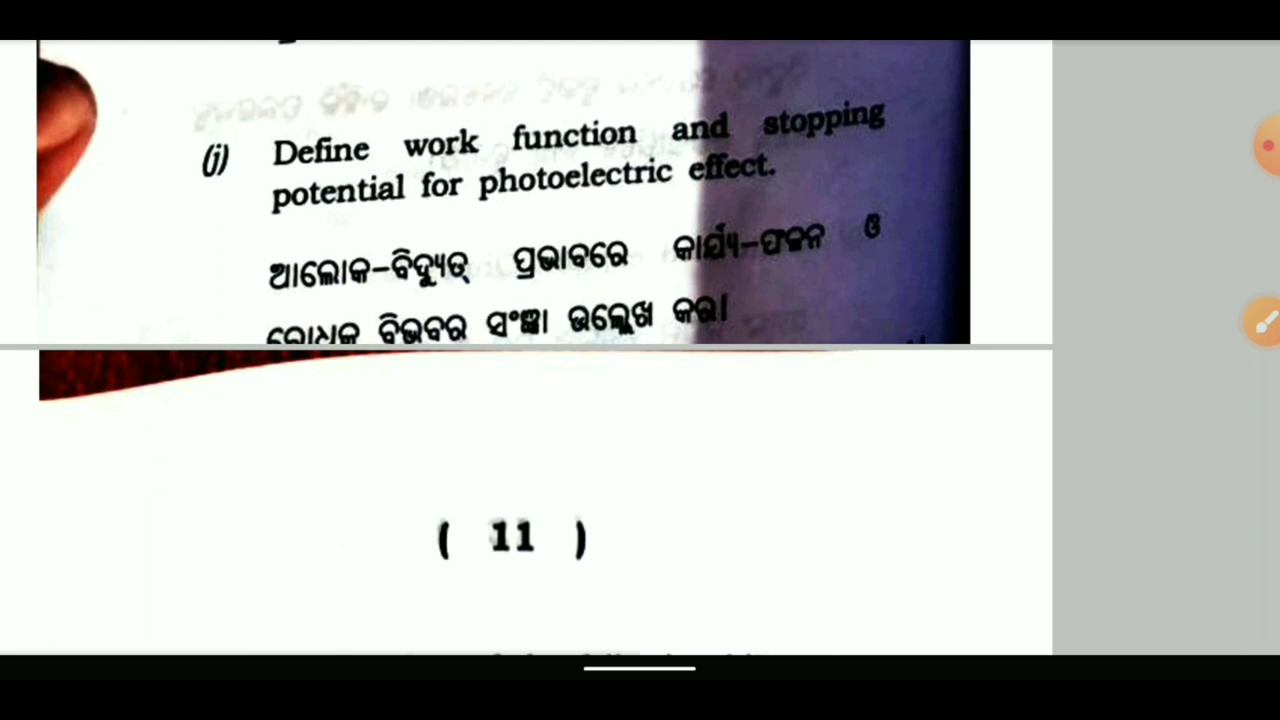 (j) Define work function and stopping
potential for photoelectric effect.
ଆଲୋକ-ବିଦ୍ୟୁତ୍ ପ୍ରଭାବରେ କାର୍ଯ୍ୟ-ଫଳନ ଓ
ରୋଧକ ବିଭବର ସଂଜ୍ଞା ଉଲ୍ଲେଖ କର।
( 11 )